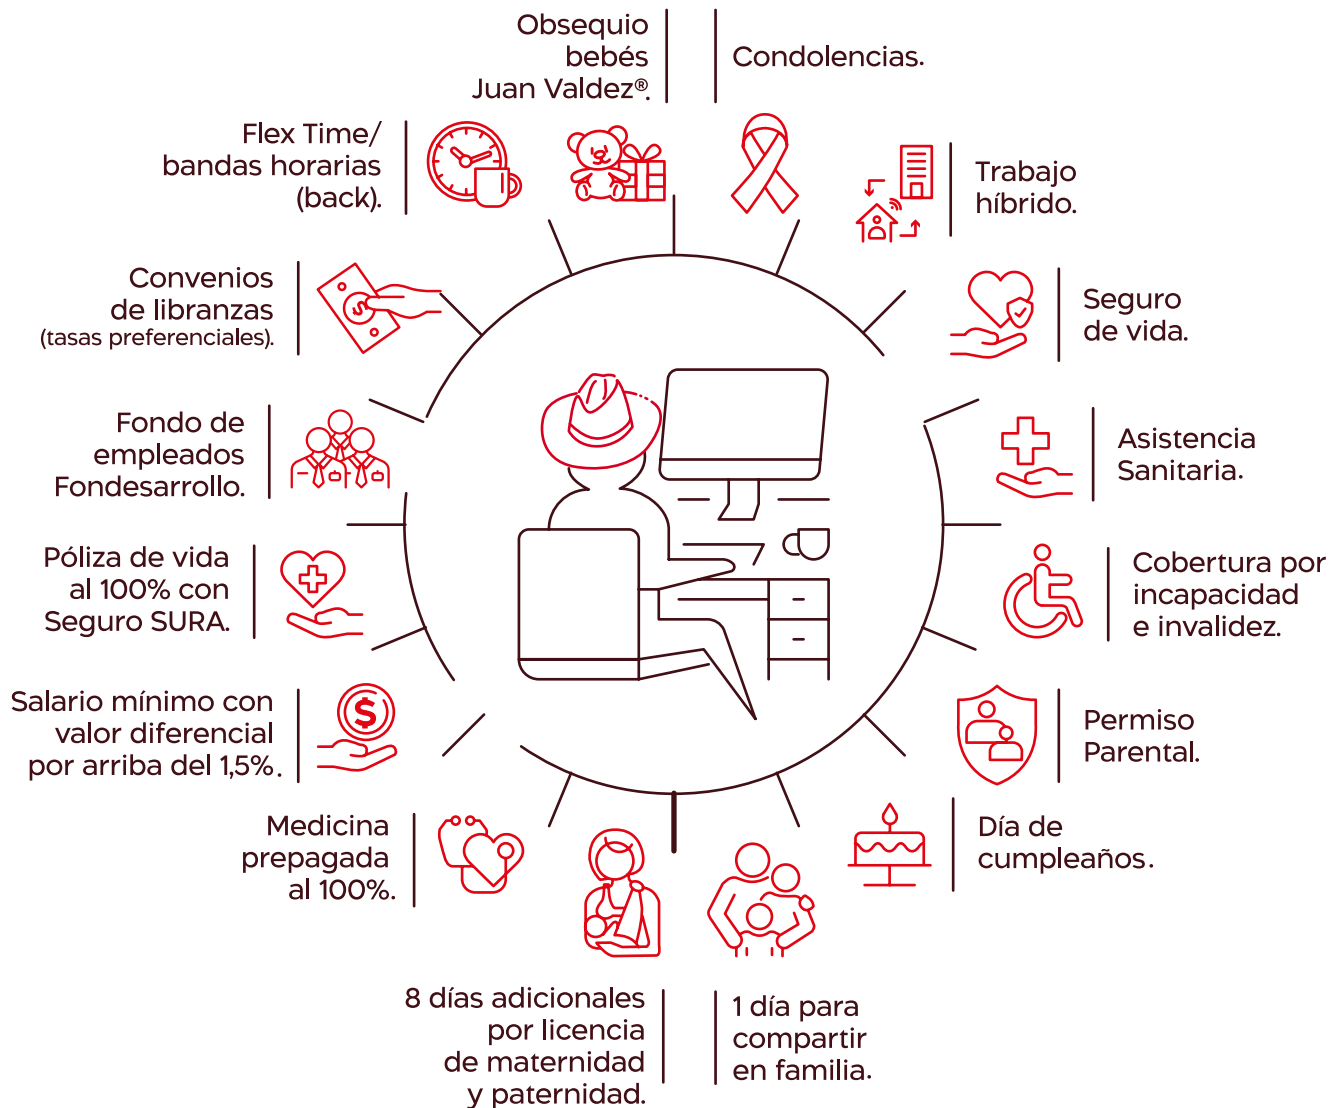 Obsequio
bebés
Juan Valdez®.
Condolencias.
Flex Time/
bandas horarias
(back).
Trabajo
híbrido.
Convenios
de libranzas
(tasas preferenciales).
Seguro
de vida.
Fondo de
empleados
Fondesarrollo.
Asistencia
Sanitaria.
Póliza de vida
al 100% con
Seguro SURA.
Cobertura por
incapacidad
e invalidez.
Salario mínimo con
valor diferencial
por arriba del 1,5%.
Permiso
Parental.
Medicina
prepagada
al 100%.
Día de
cumpleaños.
8 días adicionales
por licencia
de maternidad
y paternidad.
1 día para
compartir
en familia.